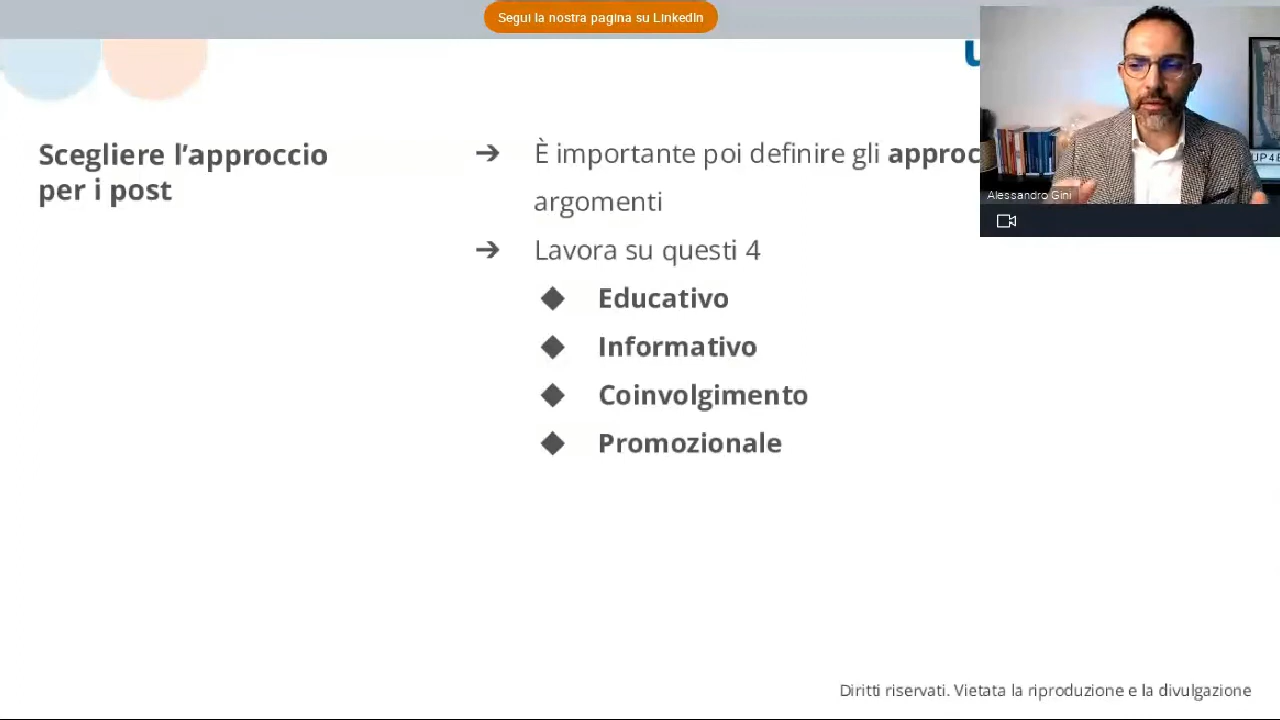 Segui la nostra pagina su LinkedIn
Scegliere l'approccio
per i post
➔ È importante poi definire gli
argomenti
➔ Lavora su questi 4
◆ Educativo
◆ Informativo
◆ Coinvolgimento
◆ Promozionale
Alessandro Gini
Diritti riservati. Vietata la riproduzione e la divulgazione